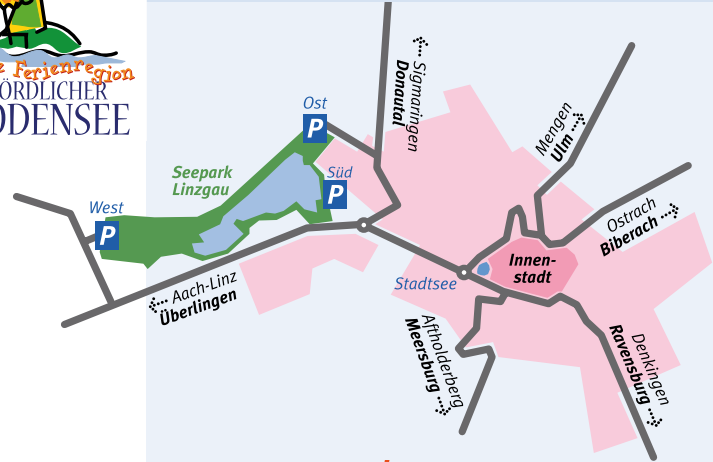 Ferienregion
ÖRDLICHER
ODENSEE
Ost
P
Süd
P
Seepark
Linzgau
West
P
Sigmaringen
Donautal
Mengen
Ulm
Ostrach
Biberach
Innen-
stadt
Stadtsee
Aach-Linz
Überlingen
Aftholderberg
Meersburg
Denkingen
Ravensburg